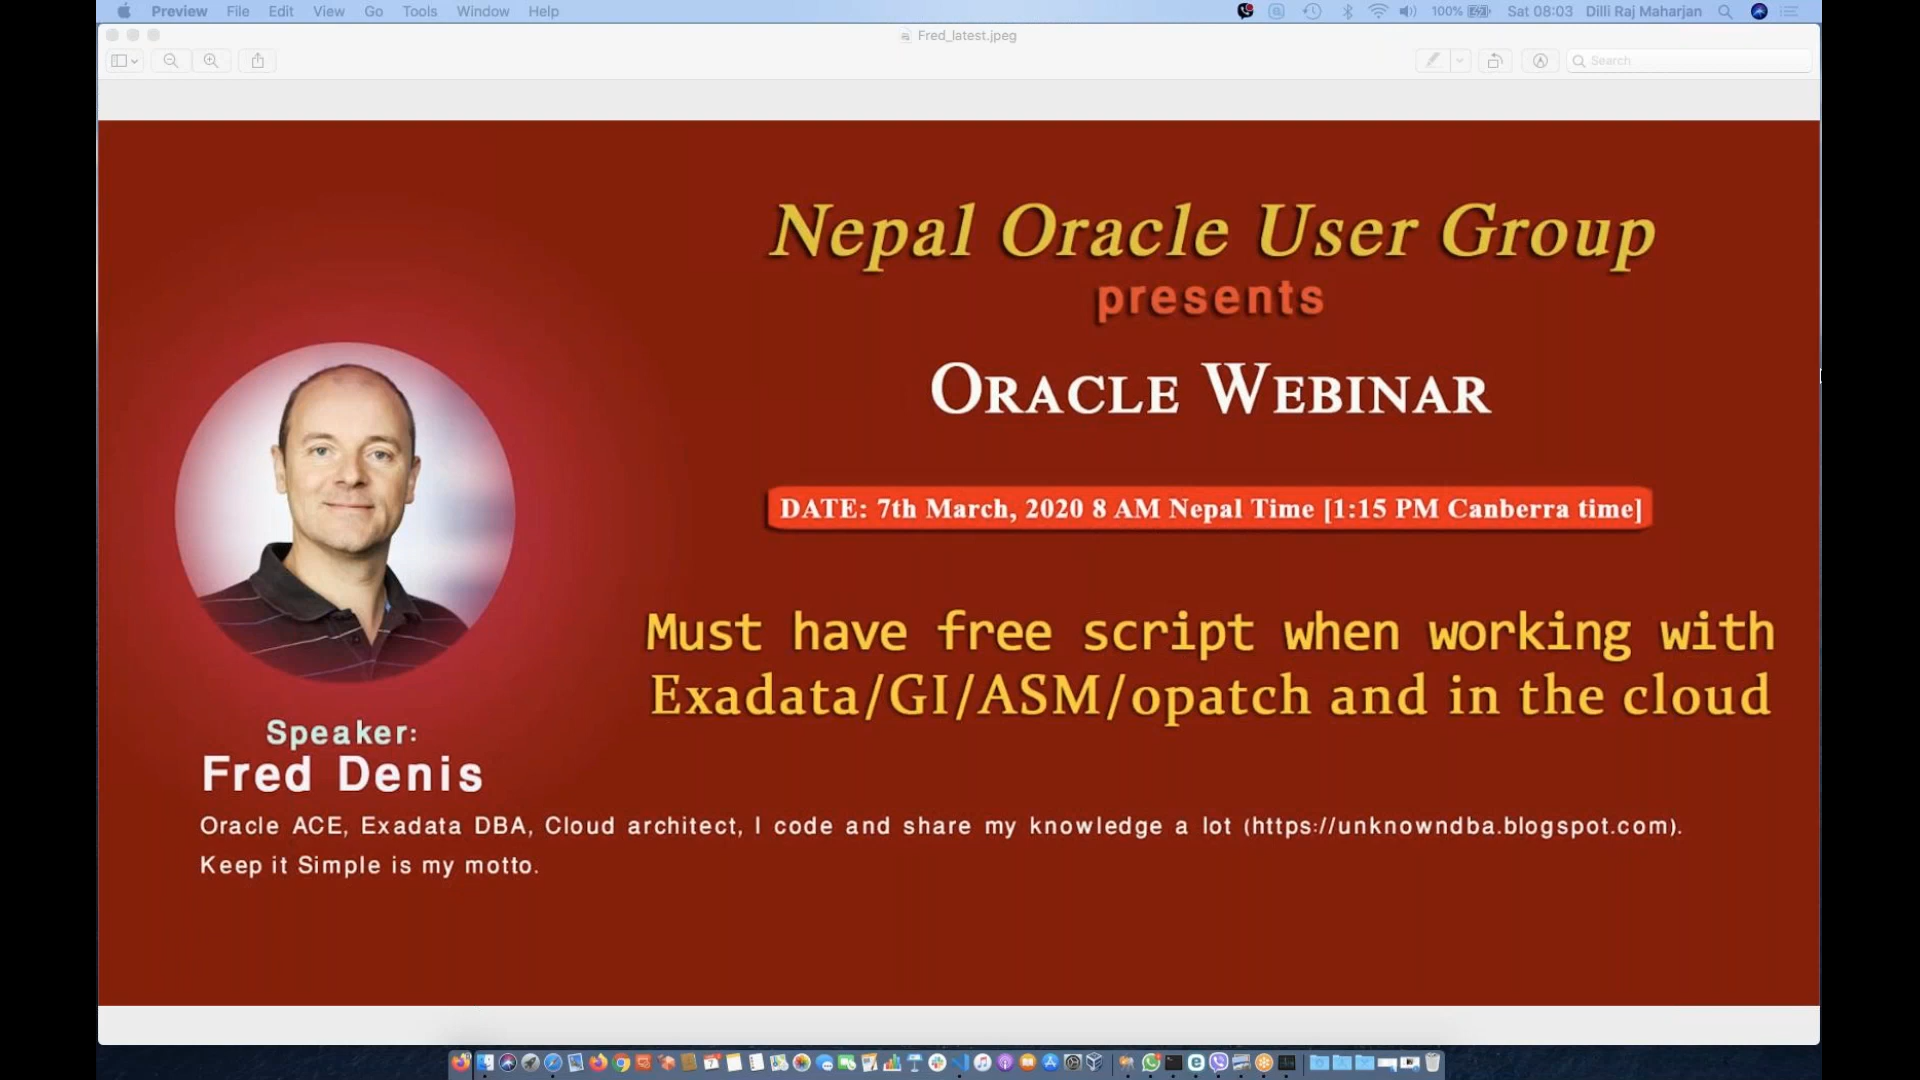 Preview File Edit View Go Tools Window Help 100% Sat 08:03 Dilli Raj Maharjan
Fred_latest.jpeg
Search
Nepal Oracle User Group
presents
ORACLE WEBINAR
DATE: 7th March, 2020 8 AM Nepal Time [1:15 PM Canberra time]
Must have free script when working with
Exadata/GI/ASM/opatch and in the cloud
Speaker:
Fred Denis
Oracle ACE, Exadata DBA, Cloud architect, I code and share my knowledge a lot (https://unknowndba.blogspot.com).
Keep it Simple is my motto.